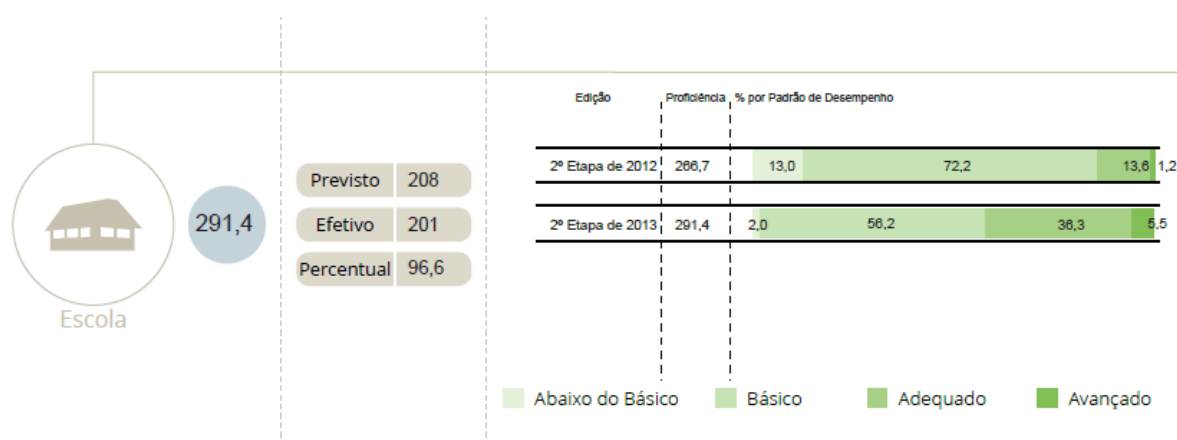 291,4
Escola
Previsto 208
Efetivo 201
Percentual 96,6
Edição Proficiência % por Padrão de Desempenho
2º Etapa de 2012 266,7 13,0 72,2 13,6 1,2
2º Etapa de 2013 291,4 2,0 56,2 36,3 5,5
Abaixo do Básico Básico Adequado Avançado